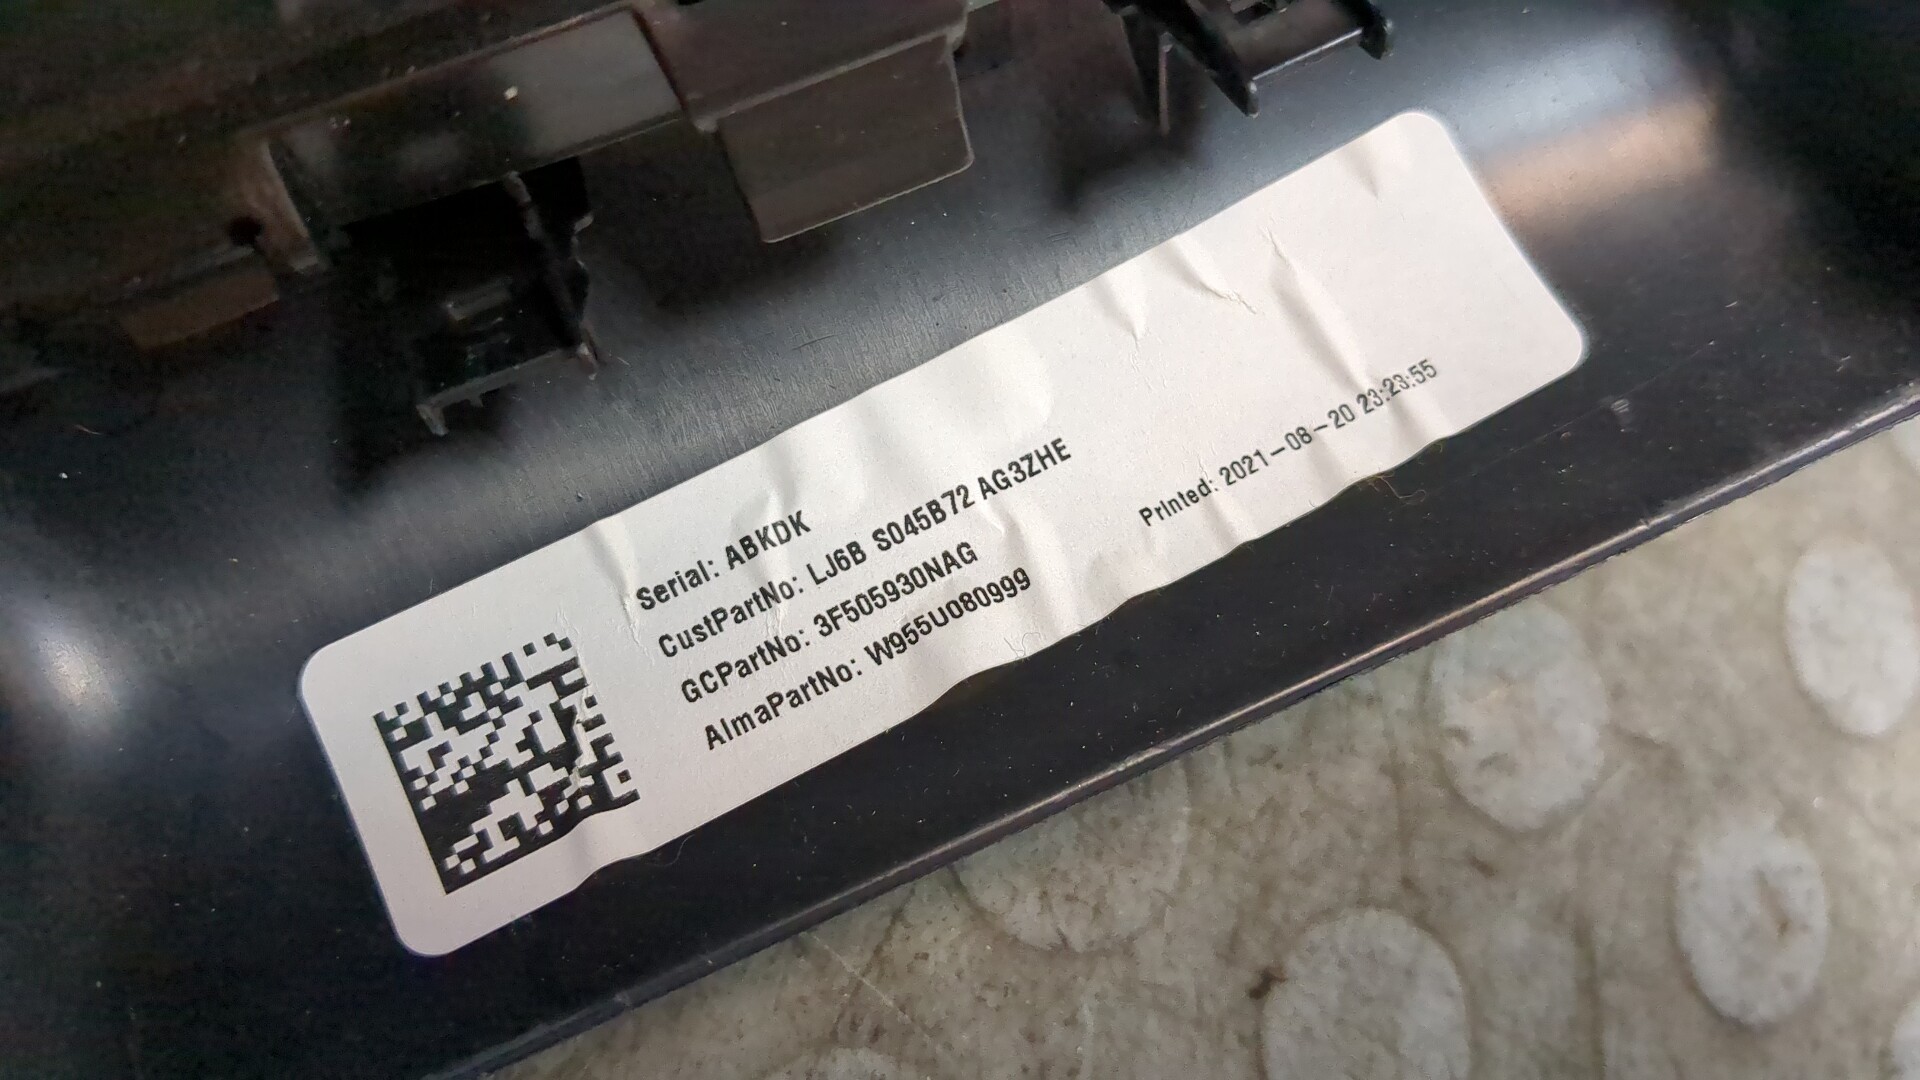 Serial: ABKDK
CustPartNo: LJ6B S045B72 AG3ZHE
GCPartNo: 3F505930NAG
AlmaPartNo: W955U080999
Printed: 2021-08-20 23:23:55